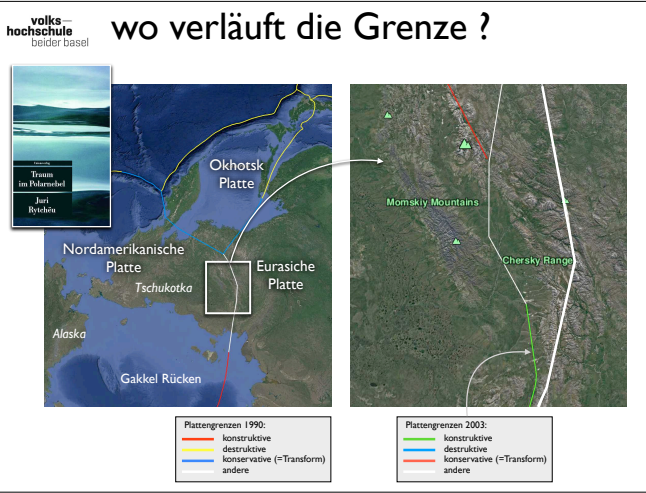 volks—
hochschule
beider basel
wo verläuft die Grenze ?
Traum
im Polarnebel
Juri
Rytchëu
Okhotsk
Platte
Nordamerikanische
Platte
Tschukotka
Eurasiche
Platte
Alaska
Gakkel Rücken
Momskiy Mountains
Chersky Range
Plattengrenzen 1990:
konstruktive
destruktive
konservative (=Transform)
andere
Plattengrenzen 2003:
konstruktive
destruktive
konservative (=Transform)
andere